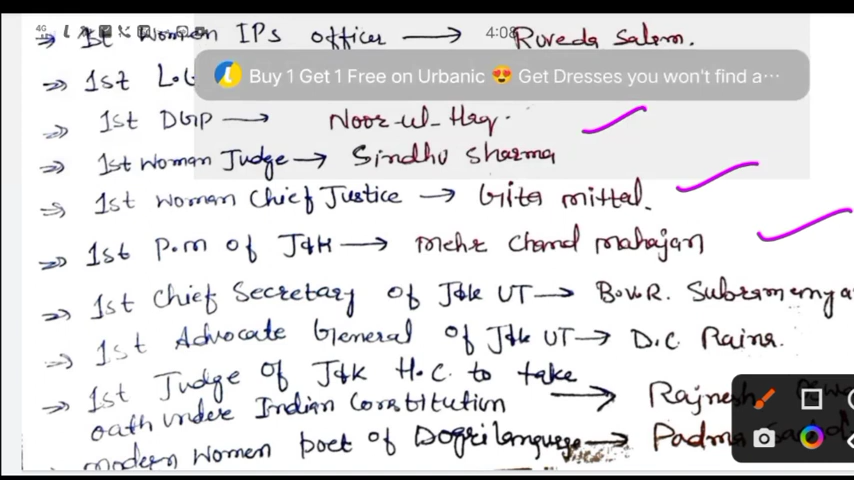 4G 4:08
1st Women IPs officer → Ruveda Salam.
1st L.G
Buy 1 Get 1 Free on Urbanic 😍 Get Dresses you won't find a…
1st DGP → Noor-ul-Haq.
1st Woman Judge → Sindhu Sharma
1st Woman Chief Justice → Gita mittal.
1st P.m of J&K → mehr Chand mahajan
1st Chief Secretary of J&K UT → B.V.R. Subramanya
1st Advocate General of J&k UT → D.C Raina.
1st Judge of J&K H.C. to take
oath under Indian Constitution → Rajnesh
modern Women poet of Dogri language → Padma